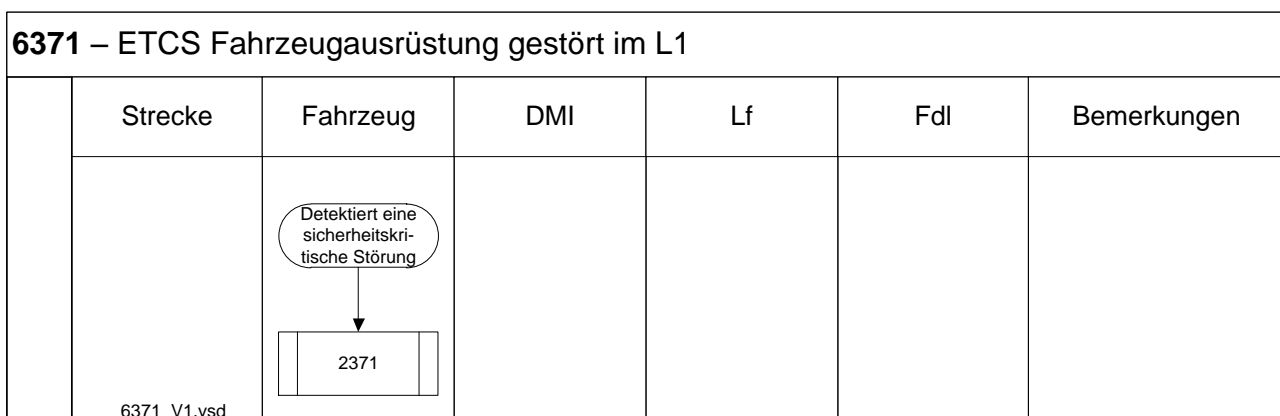 6371 – ETCS Fahrzeugausrüstung gestört im L1
Strecke
Fahrzeug
DMI
Lf
Fdl
Bemerkungen
Detektiert eine
sicherheitskri-
tische Störung
2371
6371_V1.vsd